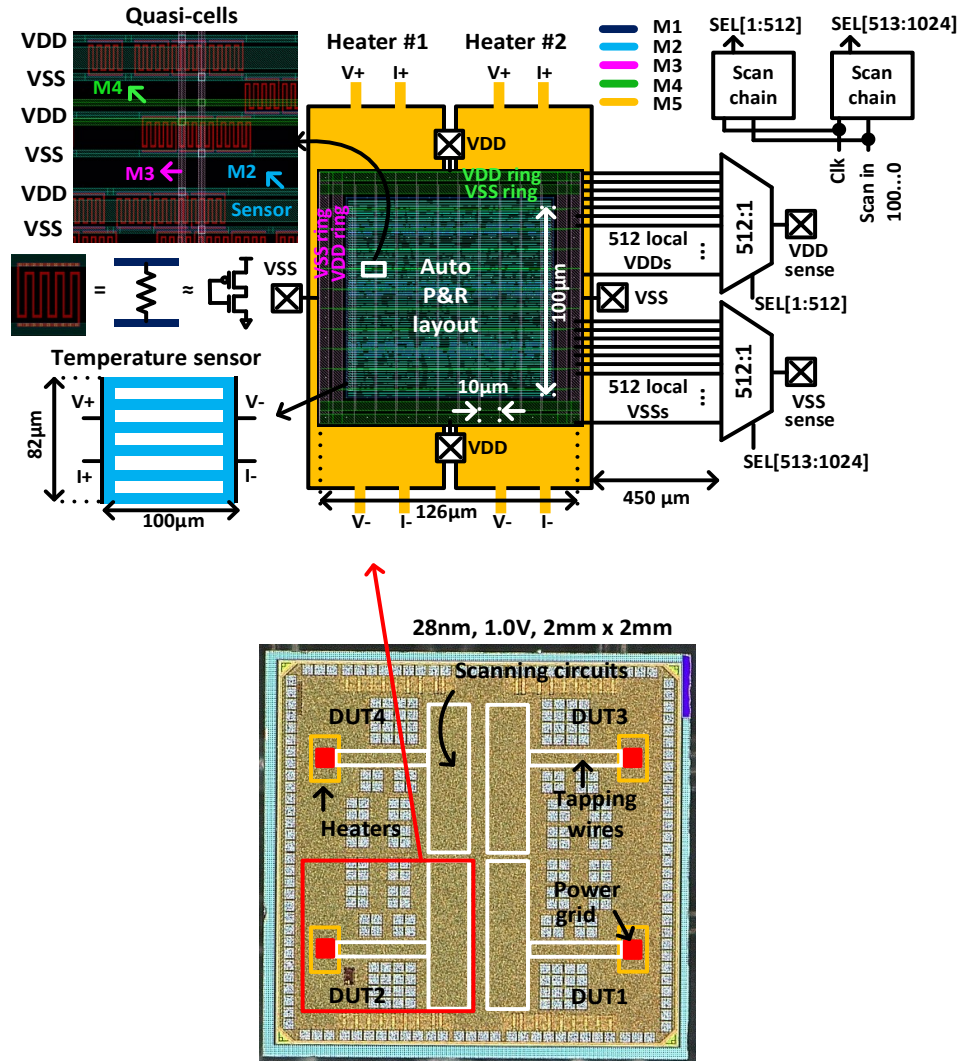 Quasi-cells
VDD
VSS
VDD
VSS
VDD
VSS
M4
M3
M2
Sensor
Heater #1
Heater #2
V+
I+
V+
I+
M1
M2
M3
M4
M5
SEL[1:512]
SEL[513:1024]
Scan
chain
Scan
chain
Clk
Scan in
100...0
VDD
VDD ring
VSS ring
VSS ring
VDD ring
Auto
P&R
layout
100µm
10µm
VSS
VSS
VDD
512 local
VDDs
...
512:1
VDD
sense
SEL[1:512]
512 local
VSSs
...
512:1
VSS
sense
SEL[513:1024]
=
≈
Temperature sensor
V+
V-
I+
I-
82µm
100µm
126µm
450 µm
V-
I-
V-
I-
28nm, 1.0V, 2mm x 2mm
Scanning circuits
DUT4
DUT3
Heaters
Tapping
wires
Power
grid
DUT2
DUT1